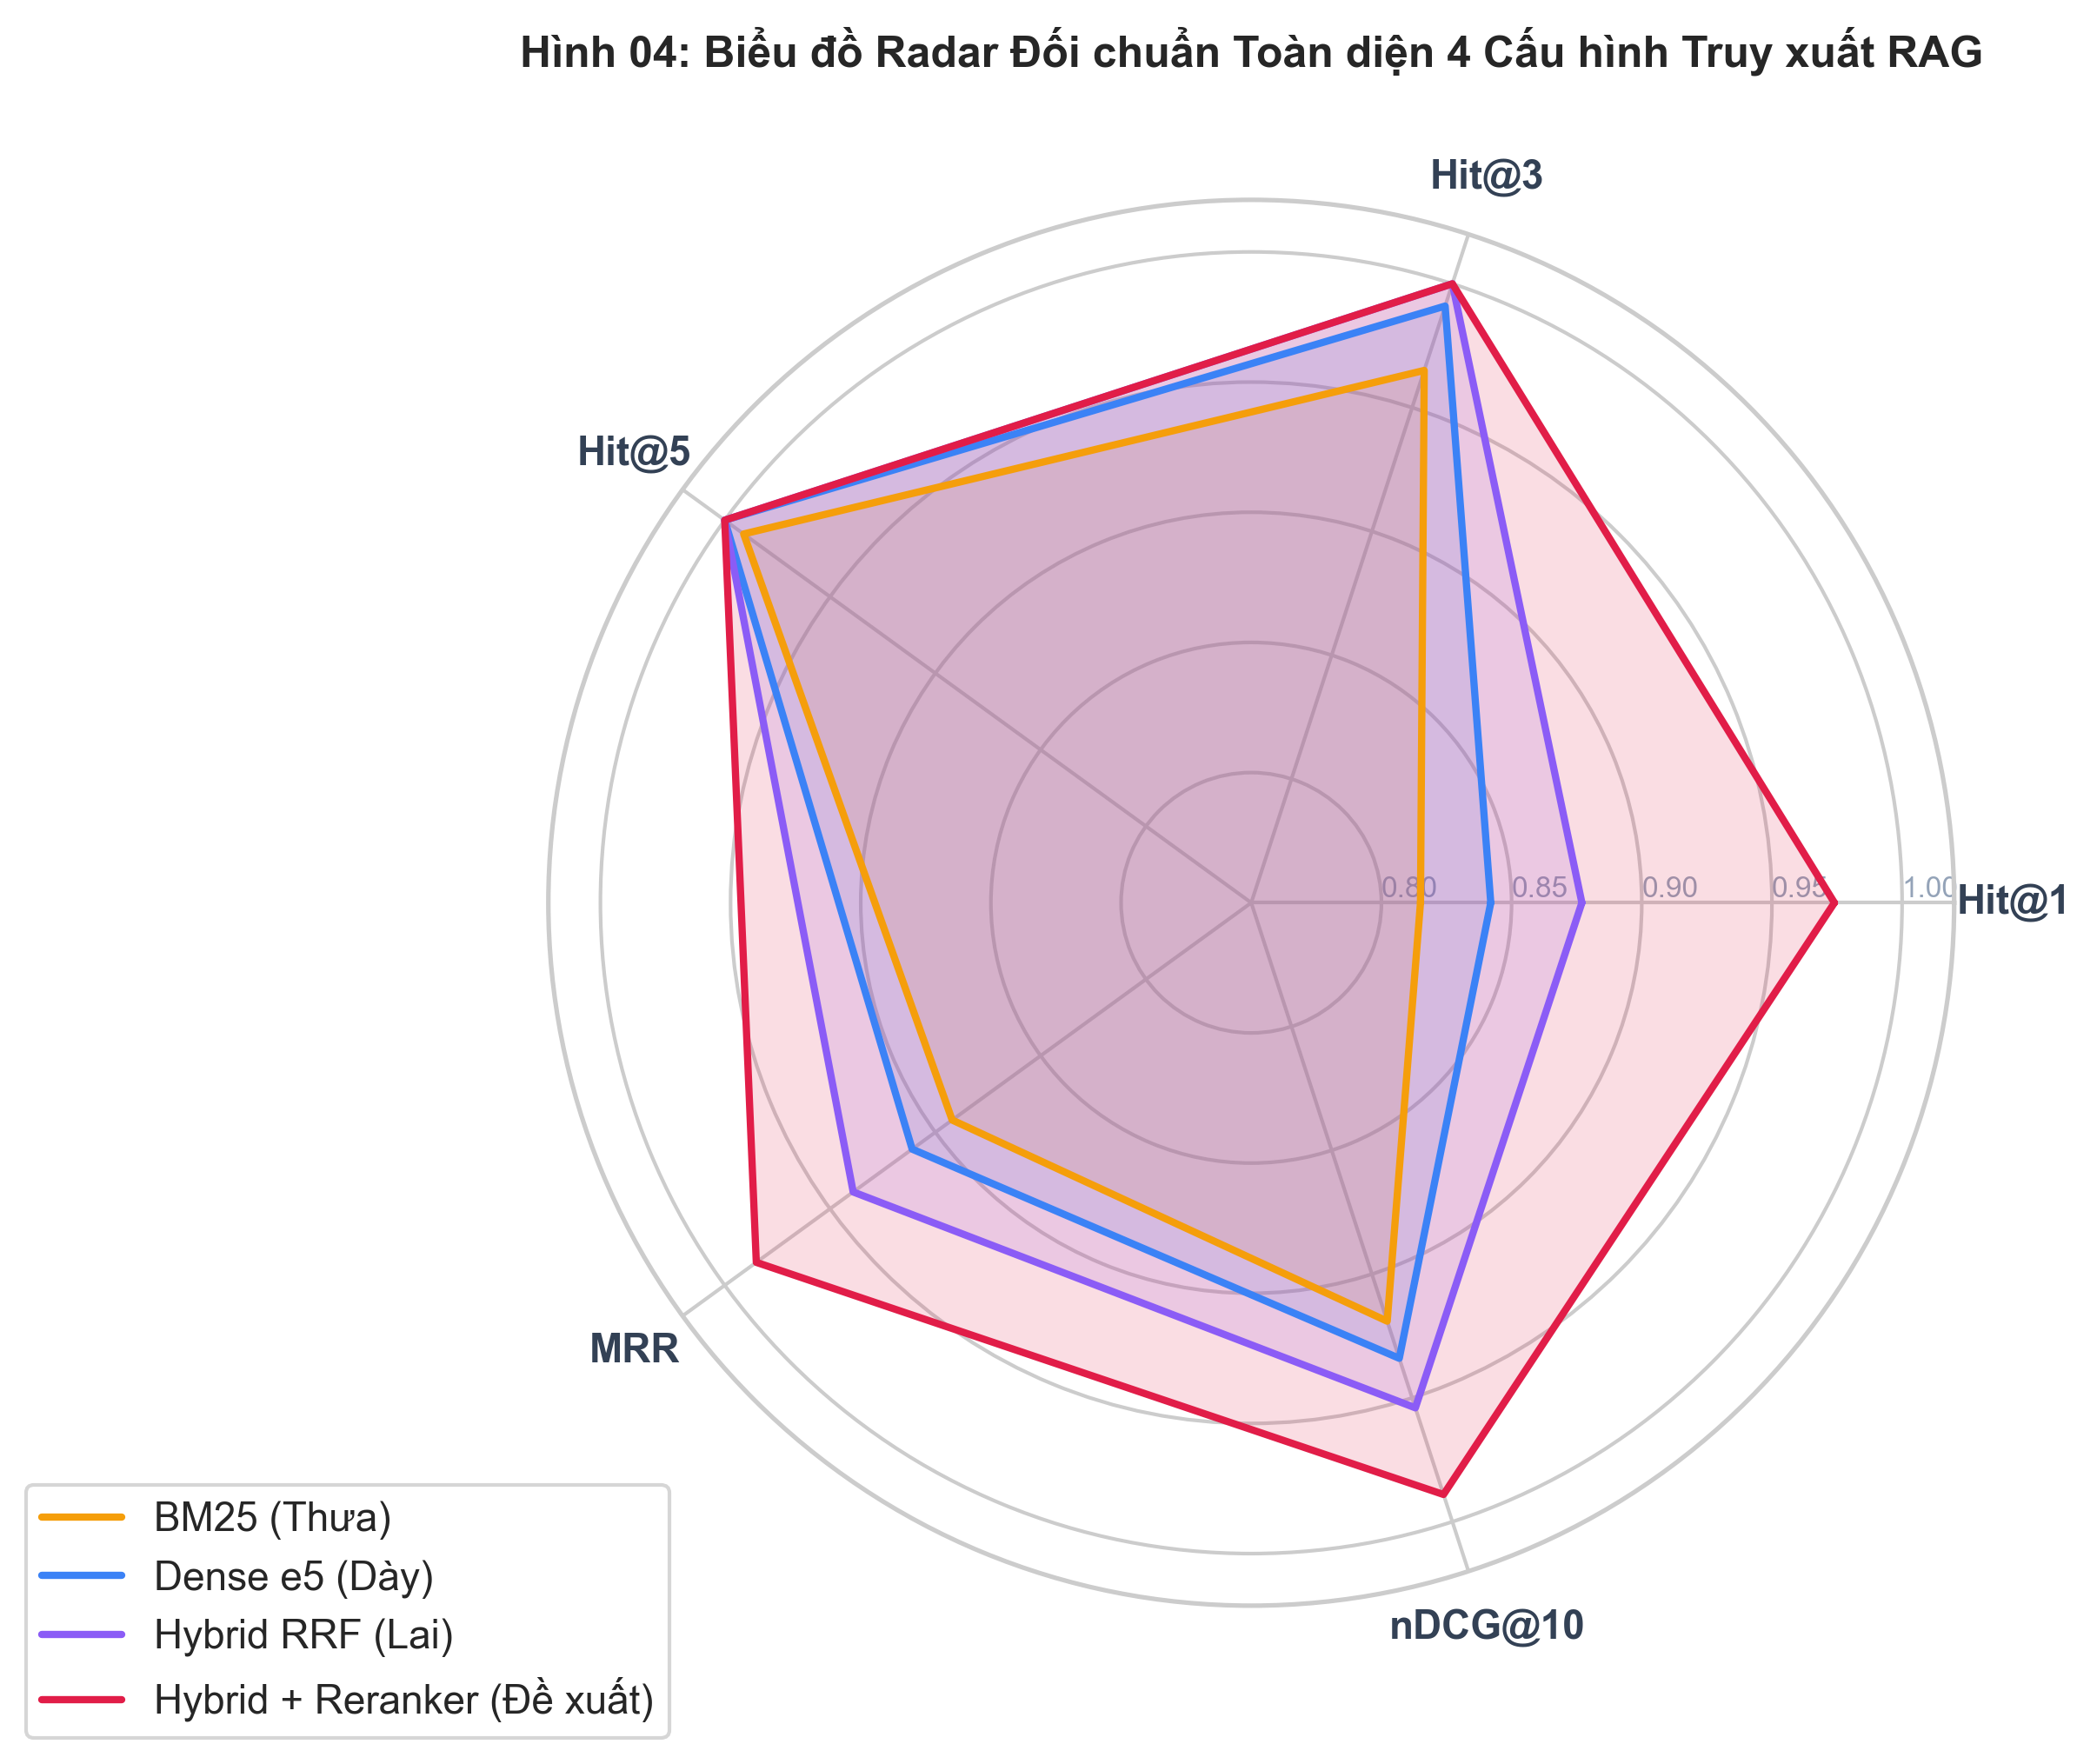 Hình 04: Biểu đồ Radar Đối chuẩn Toàn diện 4 Cấu hình Truy xuất RAG
Hit@3
Hit@5
0.80 0.85 0.90 0.95 1.00
Hit@1
MRR
nDCG@10
BM25 (Thưa)
Dense e5 (Dày)
Hybrid RRF (Lai)
Hybrid + Reranker (Đề xuất)